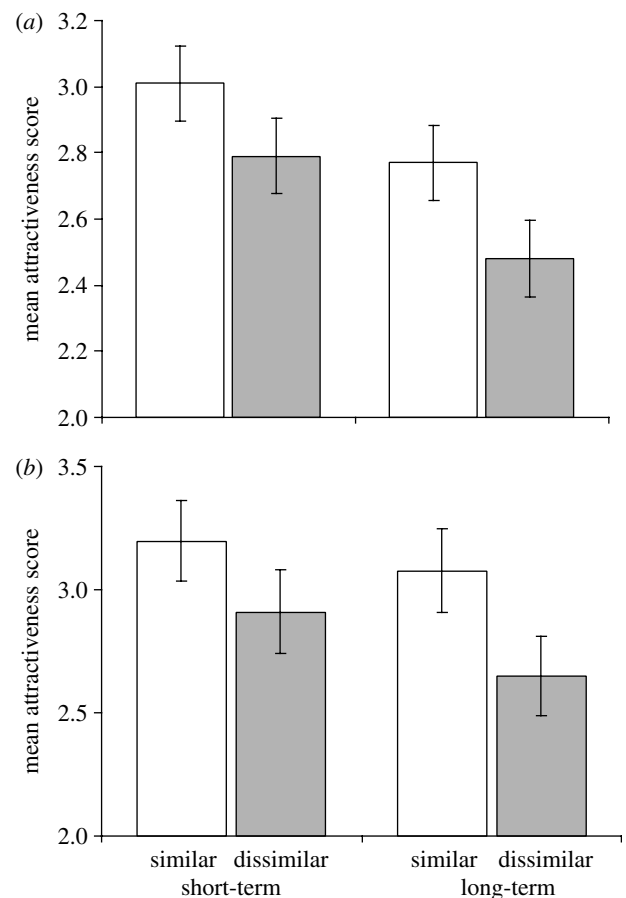 (a)
mean attractiveness score
3.2
3.0
2.8
2.6
2.4
2.2
2.0
(b)
mean attractiveness score
3.5
3.0
2.5
2.0
similar dissimilar similar dissimilar
short-term long-term